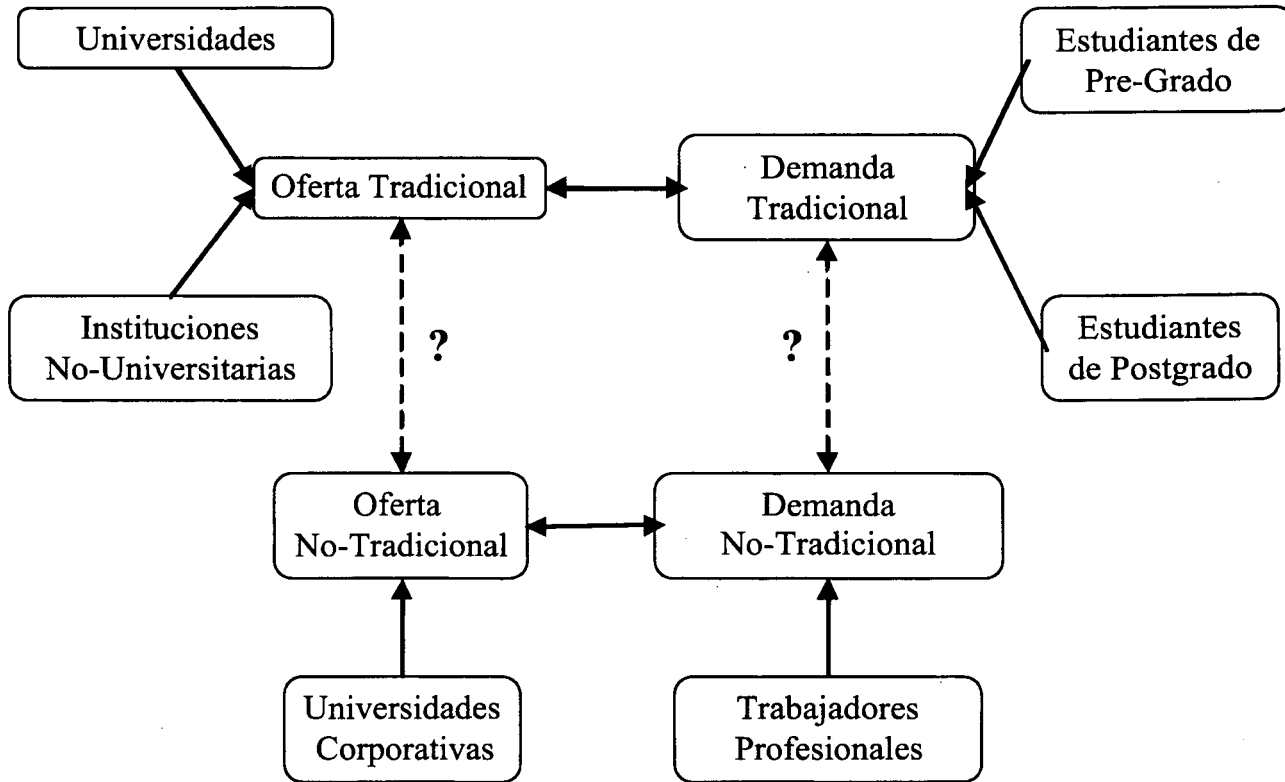 Universidades
Estudiantes de
Pre-Grado
Oferta Tradicional
Demanda
Tradicional
Instituciones
No-Universitarias
?
?
Estudiantes
de Postgrado
Oferta
No-Tradicional
Demanda
No-Tradicional
Universidades
Corporativas
Trabajadores
Profesionales